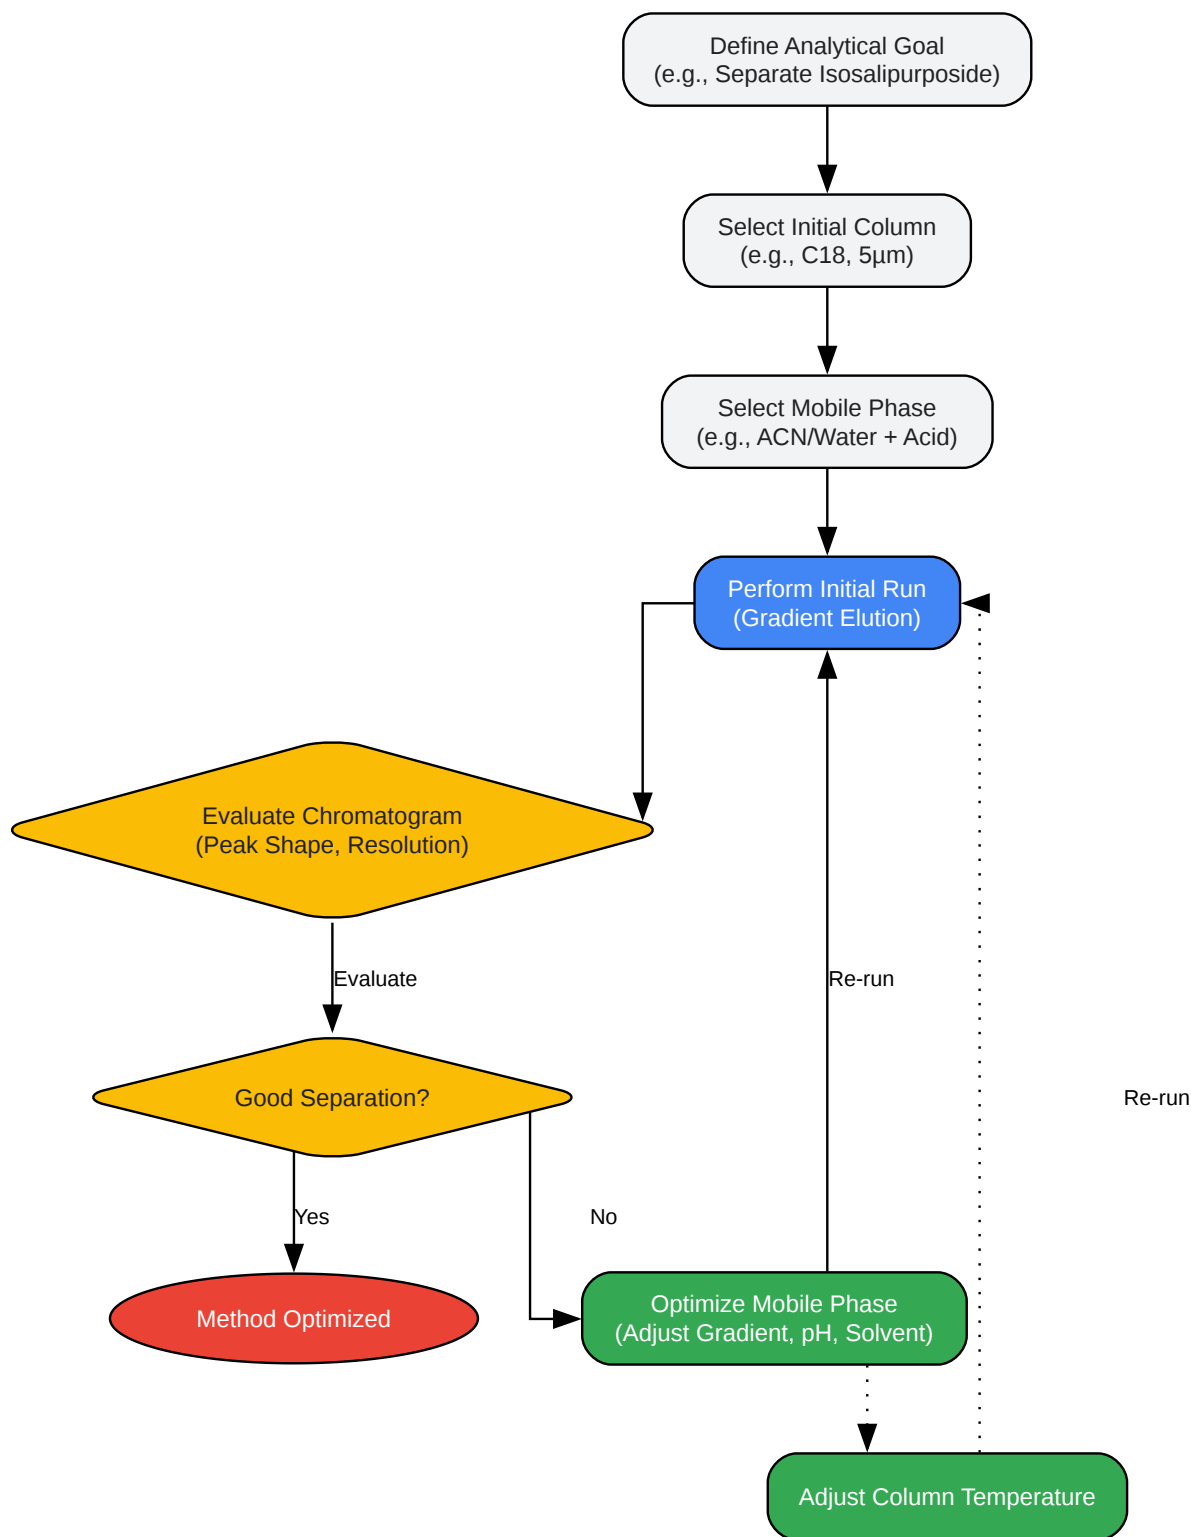 Define Analytical Goal
(e.g., Separate Isosalipurposide)
Select Initial Column
(e.g., C18, 5µm)
Select Mobile Phase
(e.g., ACN/Water + Acid)
Perform Initial Run
(Gradient Elution)
Evaluate Chromatogram
(Peak Shape, Resolution)
Evaluate
Re-run
Good Separation?
Re-run
Yes
No
Method Optimized
Optimize Mobile Phase
(Adjust Gradient, pH, Solvent)
Adjust Column Temperature